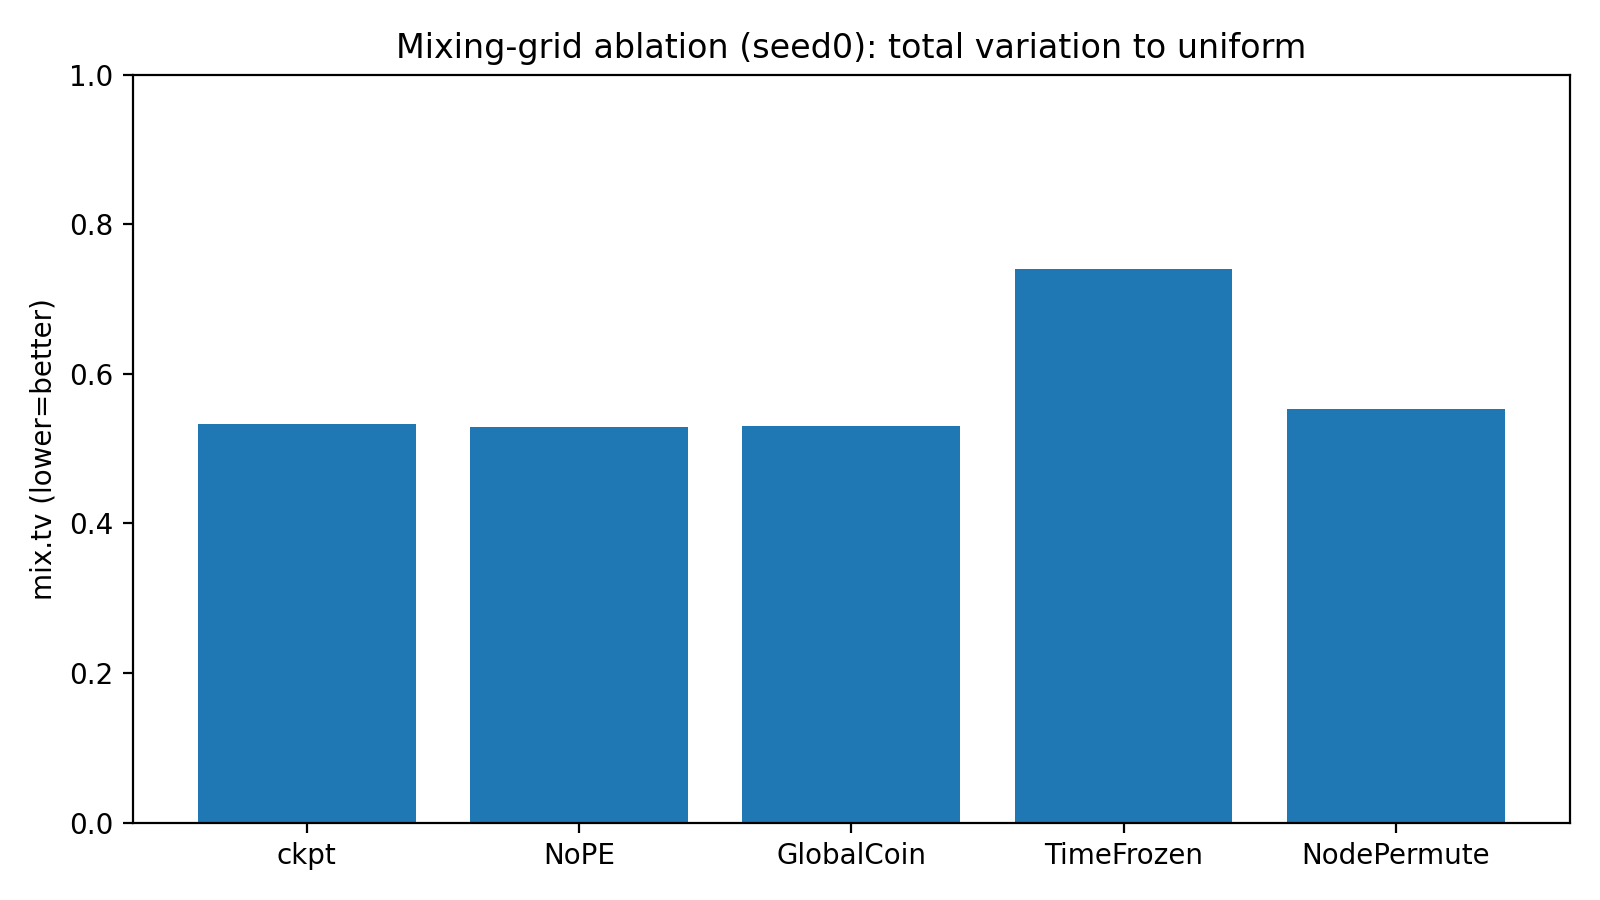 Mixing-grid ablation (seed0): total variation to uniform
mix.tv (lower=better)
1.0
0.8
0.6
0.4
0.2
0.0
ckpt NoPE GlobalCoin TimeFrozen NodePermute